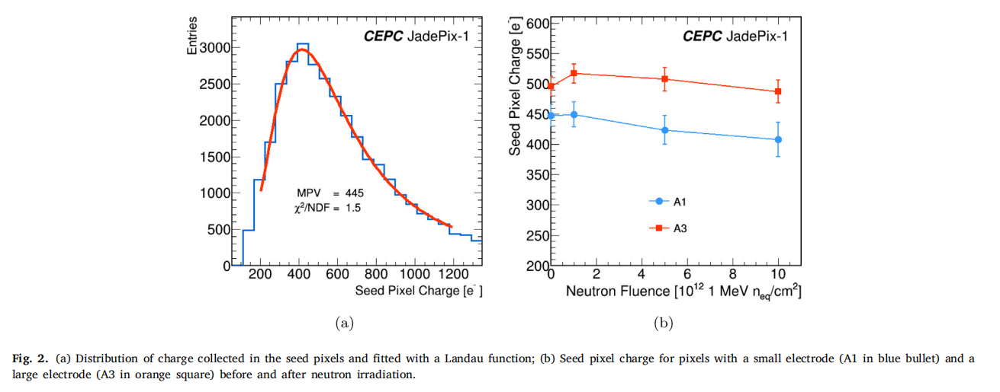 Entries
CEPC JadePix-1
3000
2500
2000
1500
1000
500
0
MPV = 445
χ²/NDF = 1.5
200 400 600 800 1000 1200
Seed Pixel Charge [e⁻]
(a)
Seed Pixel Charge [e⁻]
CEPC JadePix-1
600
550
500
450
400
350
300
250
200
A1
A3
0 2 4 6 8 10
Neutron Fluence [10¹² 1 MeV nₑq/cm²]
(b)
Fig. 2. (a) Distribution of charge collected in the seed pixels and fitted with a Landau function; (b) Seed pixel charge for pixels with a small electrode (A1 in blue bullet) and a
large electrode (A3 in orange square) before and after neutron irradiation.